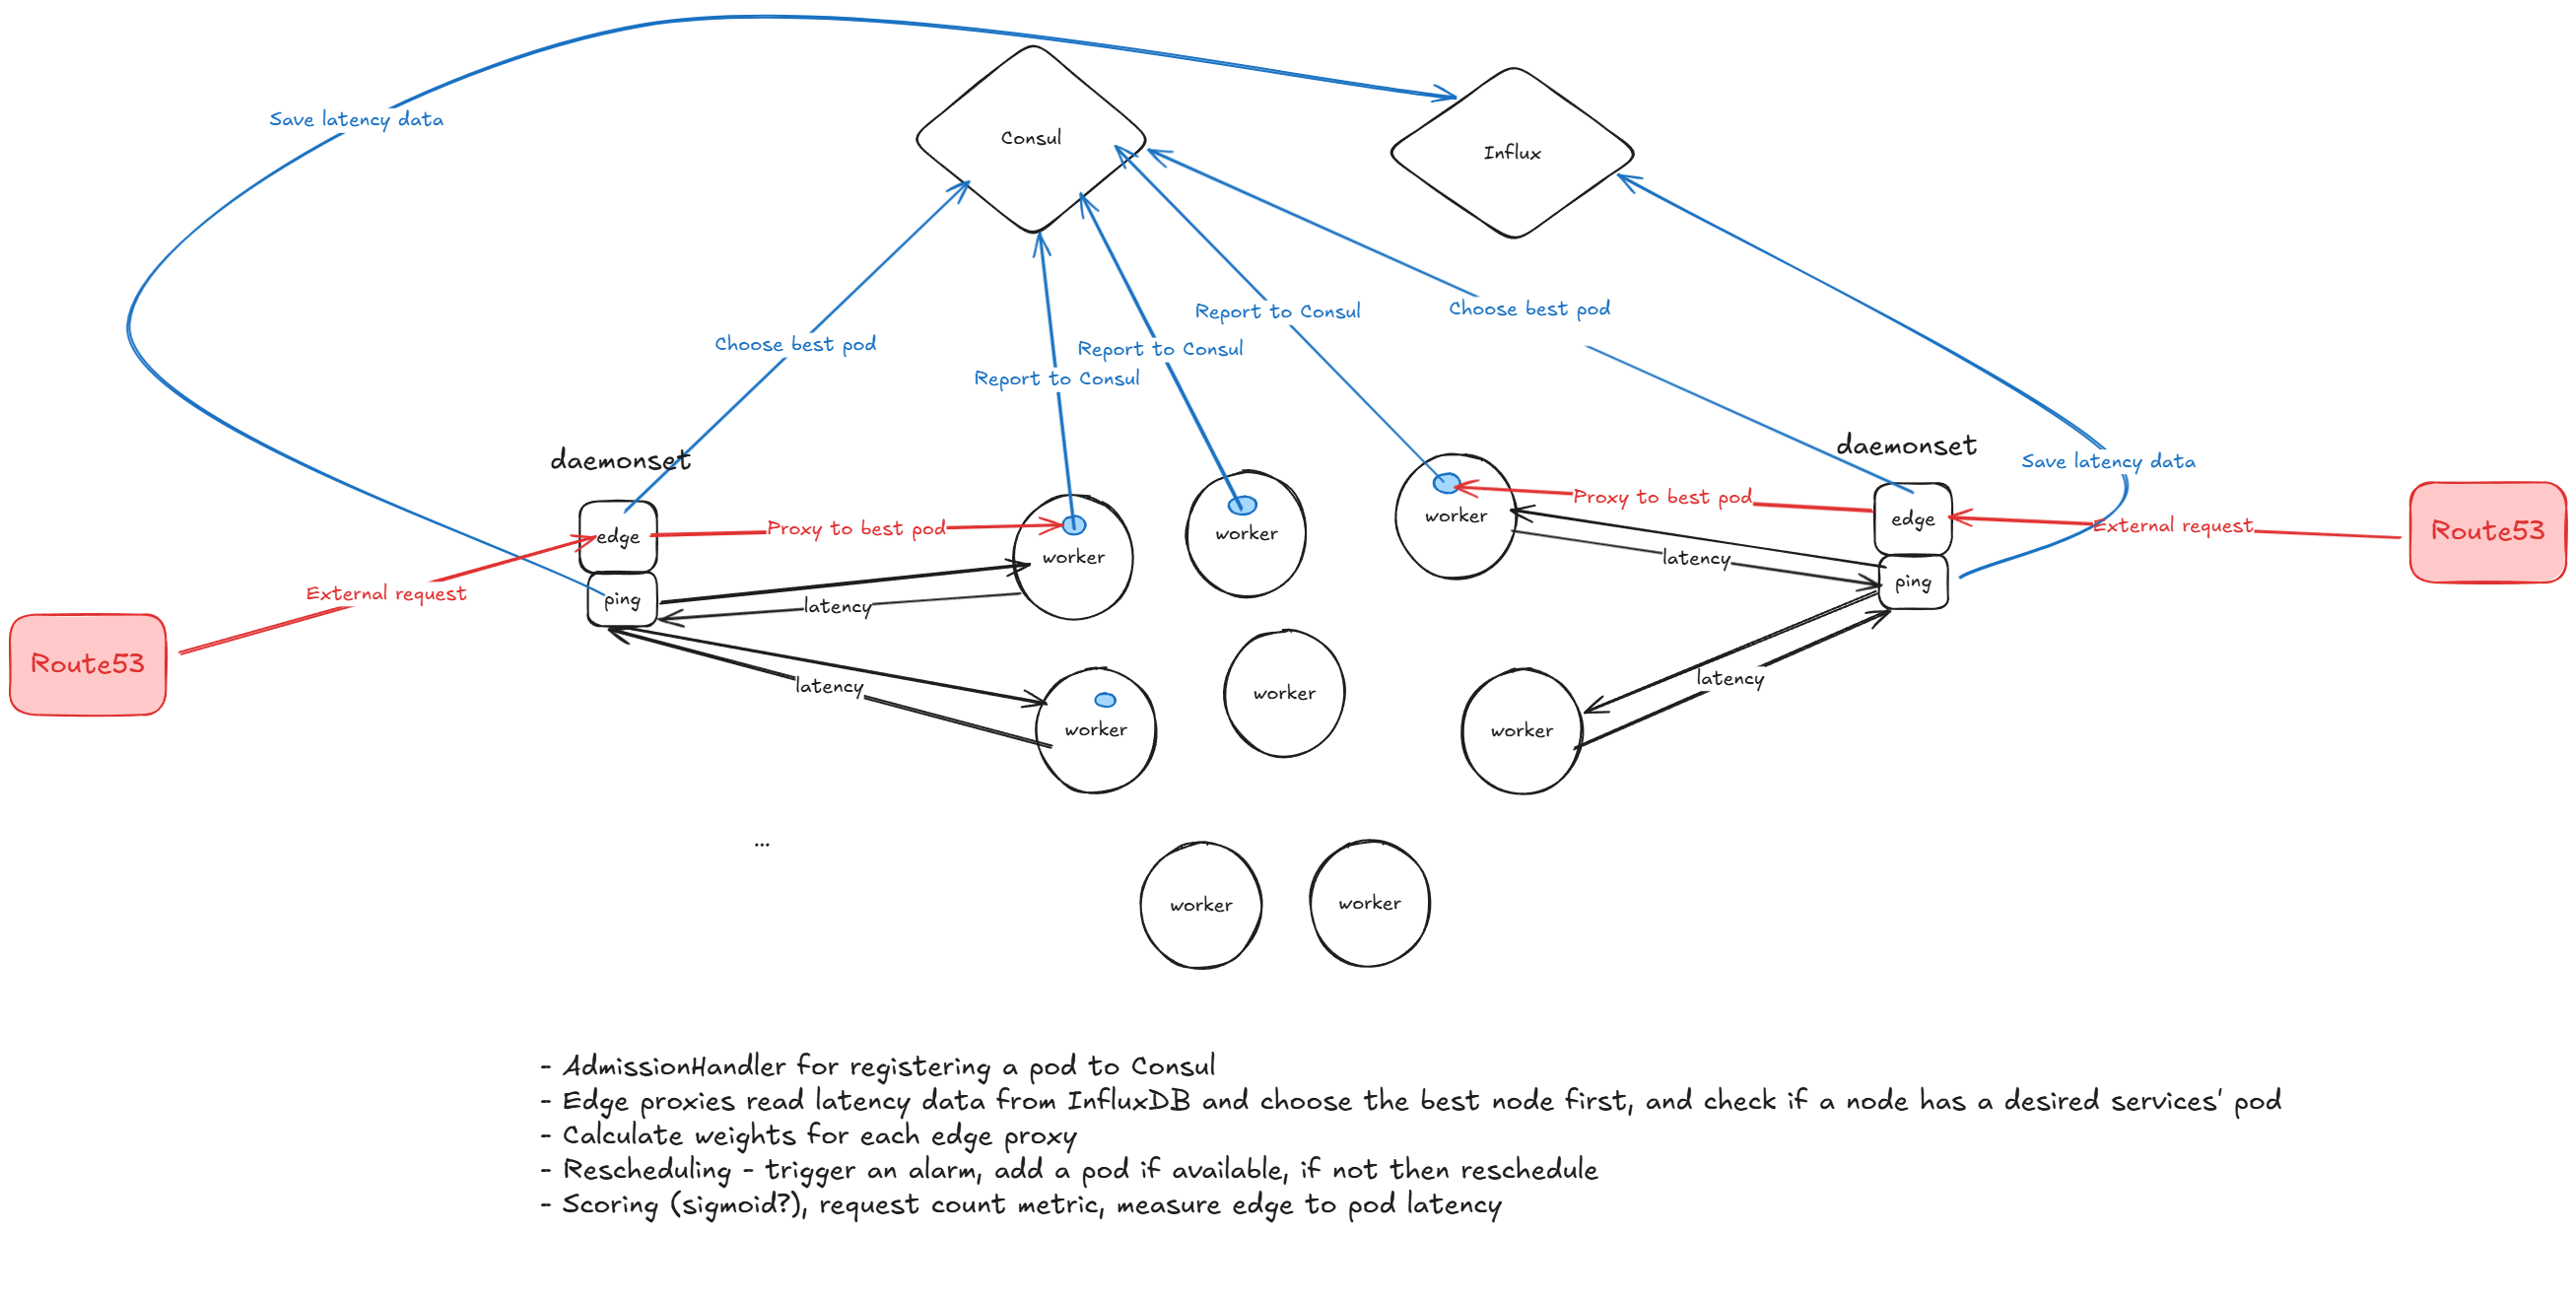 Save latency data
Consul
Influx
Choose best pod
Report to Consul
Report to Consul
Report to Consul
Choose best pod
daemonset
daemonset
Save latency data
edge
Proxy to best pod
worker
worker
worker
Proxy to best pod
edge
External request
Route53
External request
ping
latency
latency
ping
Route53
latency
worker
worker
worker
latency
...
worker
worker
- AdmissionHandler for registering a pod to Consul
- Edge proxies read latency data from InfluxDB and choose the best node first, and check if a node has a desired services' pod
- Calculate weights for each edge proxy
- Rescheduling - trigger an alarm, add a pod if available, if not then reschedule
- Scoring (sigmoid?), request count metric, measure edge to pod latency